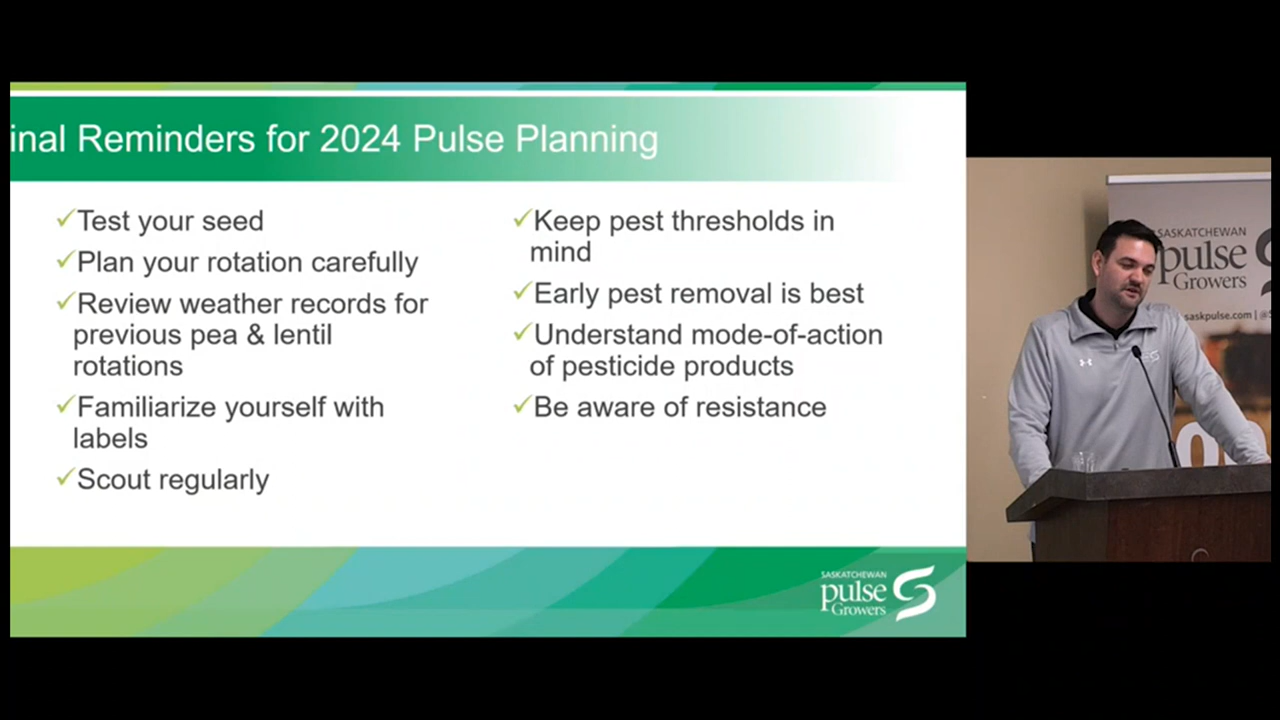 inal Reminders for 2024 Pulse Planning
✓Test your seed
✓Plan your rotation carefully
✓Review weather records for
previous pea & lentil
rotations
✓Familiarize yourself with
labels
✓Scout regularly
✓Keep pest thresholds in
mind
✓Early pest removal is best
✓Understand mode-of-action
of pesticide products
✓Be aware of resistance
SASKATCHEWAN
pulse
Growers
SASKATCHEWAN
pulse
Growers
saskpulse.com | @S